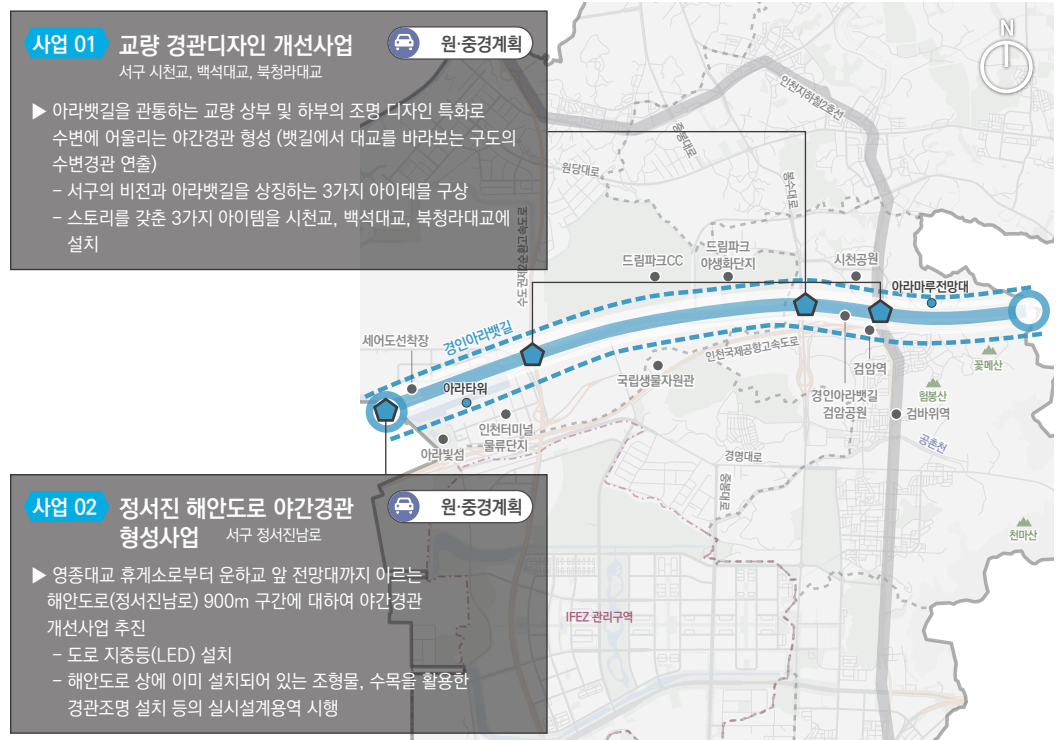 사업 01 교량 경관디자인 개선사업
원·중경계획
서구 시천교, 백석대교, 북청라대교
▶ 아라뱃길을 관통하는 교량 상부 및 하부의 조명 디자인 특화로
수변에 어울리는 야간경관 형성 (뱃길에서 대교를 바라보는 구도의
수변경관 연출)
– 서구의 비전과 아라뱃길을 상징하는 3가지 아이테믈 구상
– 스토리를 갖춘 3가지 아이템을 시천교, 백석대교, 북청라대교에
설치
N
인천지하철2호선
중봉대로
원당대로
봉수대로
수도권제2순환고속도로
드림파크CC
드림파크
야생화단지
시천공원
아라마루전망대
세어도선착장
경인아라뱃길
인천국제공항고속도로
검암역
꽃메산
아라타워
국립생물자원관
경인아라뱃길
검암공원
험봉산
검바위역
인천터미널
물류단지
아라빛섬
공촌천
경명대로
중봉대로
천마산
IFEZ 관리구역
사업 02 정서진 해안도로 야간경관
형성사업 서구 정서진남로
원·중경계획
▶ 영종대교 휴게소로부터 운하교 앞 전망대까지 이르는
해안도로(정서진남로) 900m 구간에 대하여 야간경관
개선사업 추진
– 도로 지중등(LED) 설치
– 해안도로 상에 이미 설치되어 있는 조형물, 수목을 활용한
경관조명 설치 등의 실시설계용역 시행